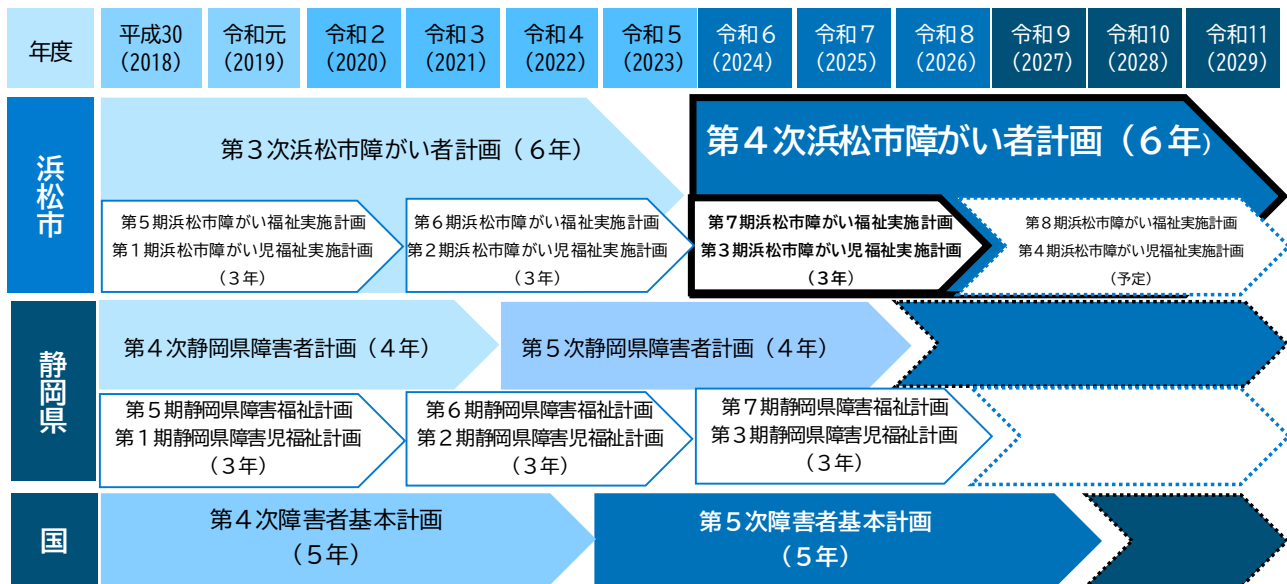 年度
平成30
(2018)
令和元
(2019)
令和２
(2020)
令和３
(2021)
令和４
(2022)
令和５
(2023)
令和６
(2024)
令和７
(2025)
令和８
(2026)
令和９
(2027)
令和10
(2028)
令和11
(2029)
浜松市
第３次浜松市障がい者計画（６年）
第４次浜松市障がい者計画（６年）
第５期浜松市障がい福祉実施計画
第１期浜松市障がい児福祉実施計画
（３年）
第６期浜松市障がい福祉実施計画
第２期浜松市障がい児福祉実施計画
（３年）
第７期浜松市障がい福祉実施計画
第３期浜松市障がい児福祉実施計画
（３年）
第８期浜松市障がい福祉実施計画
第４期浜松市障がい児福祉実施計画
（予定）
静岡県
第４次静岡県障害者計画（４年）
第５次静岡県障害者計画（４年）
第５期静岡県障害福祉計画
第１期静岡県障害児福祉計画
（３年）
第６期静岡県障害福祉計画
第２期静岡県障害児福祉計画
（３年）
第７期静岡県障害福祉計画
第３期静岡県障害児福祉計画
（３年）
国
第４次障害者基本計画
（５年）
第５次障害者基本計画
（５年）